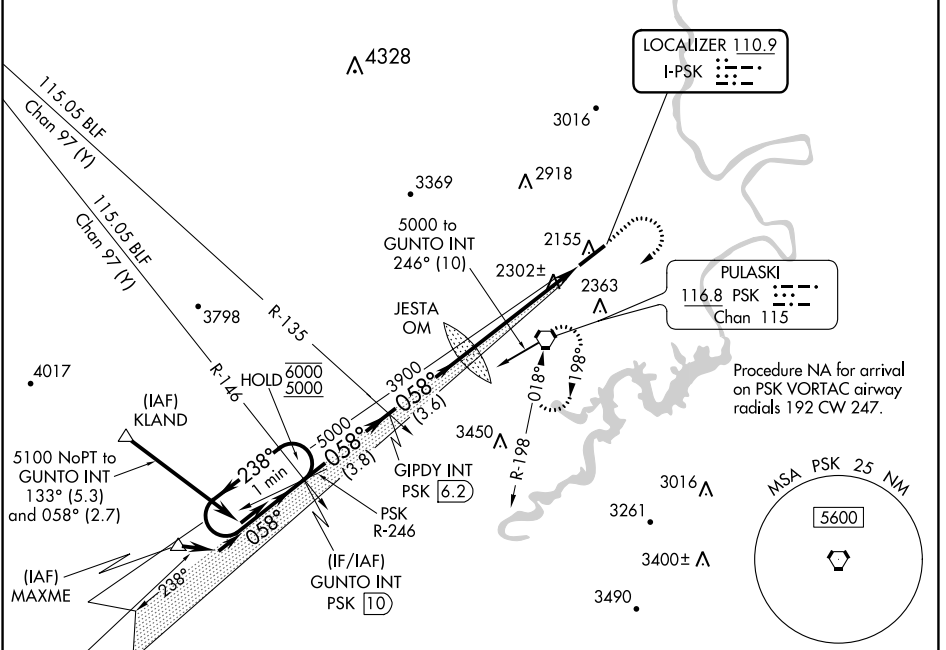 4328
LOCALIZER 110.9
I-PSK
115.05 BLF
Chan 97 (Y)
3016
2918
3369
115.05 BLF
Chan 97 (Y)
5000 to
GUNTO INT
246° (10)
2155
2302±
2363
PULASKI
116.8 PSK
Chan 115
JESTA
OM
3798
R-135
R-146
4017
HOLD 6000
5000
3900
058°
(3.6)
198°
018°
R-198
Procedure NA for arrival
on PSK VORTAC airway
radials 192 CW 247.
(IAF)
KLAND
5100 NoPT to
GUNTO INT
133° (5.3)
and 058° (2.7)
238°
1 min
5000
058°
(3.8)
3450
GIPDY INT
PSK 6.2
PSK
R-246
058°
238°
(IAF)
MAXME
(IF/IAF)
GUNTO INT
PSK 10
3016
3261
3400±
3490
MSA PSK 25 NM
5600